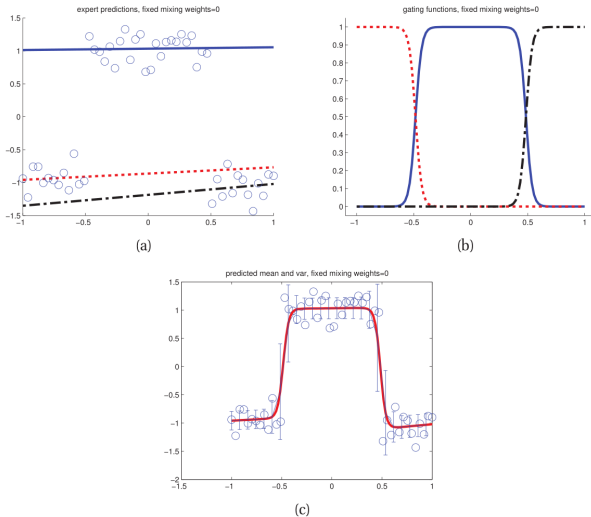 expert predictions, fixed mixing weights=0
1.5
1
0.5
0
−0.5
−1
−1.5
−1 −0.5 0 0.5 1
(a)
gating functions, fixed mixing weights=0
1
0.9
0.8
0.7
0.6
0.5
0.4
0.3
0.2
0.1
0
−1 −0.5 0 0.5 1
(b)
predicted mean and var, fixed mixing weights=0
1.5
1
0.5
0
−0.5
−1
−1.5
−2
−1.5 −1 −0.5 0 0.5 1
(c)